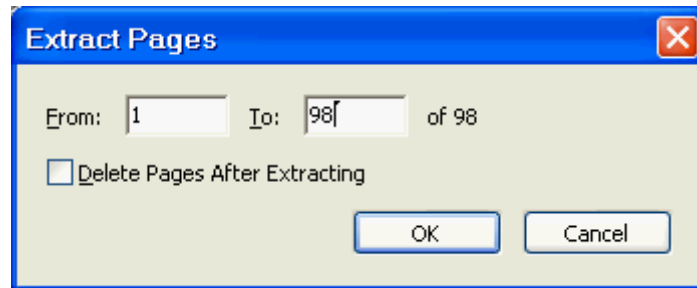 Extract Pages
From: 1 To: 98 of 98
Delete Pages After Extracting
OK Cancel